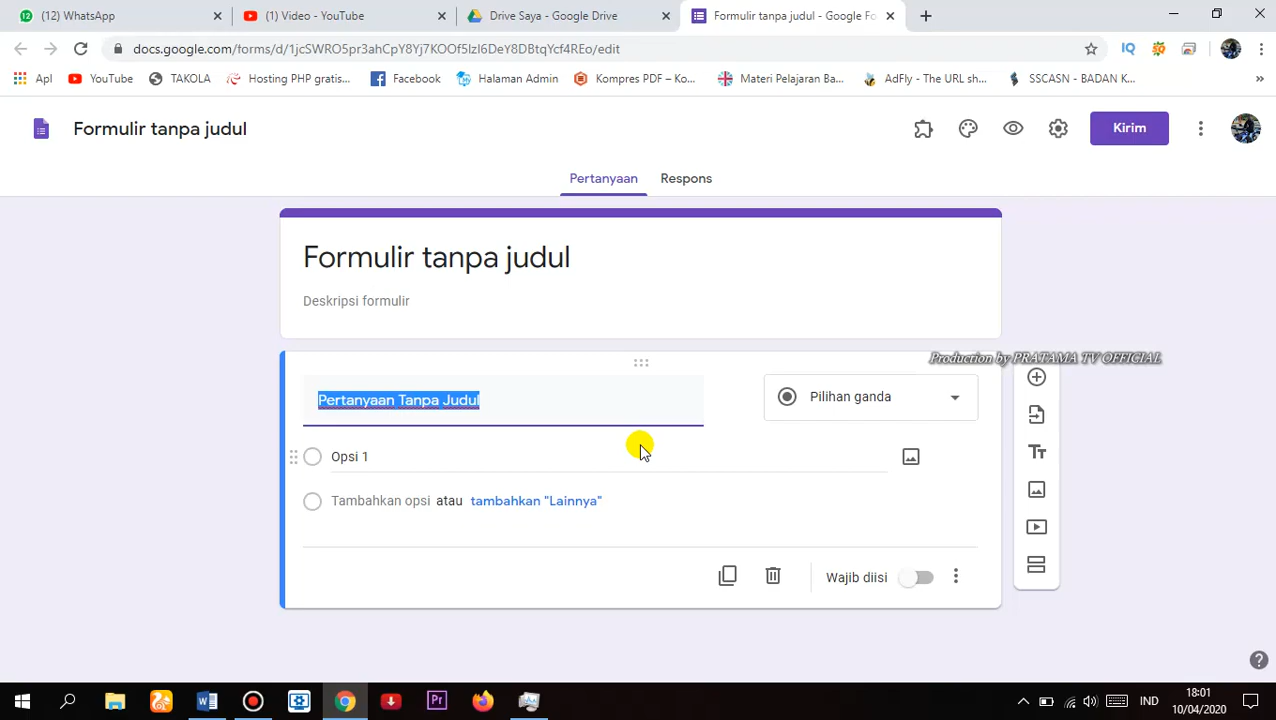 (12) WhatsApp
(1) Video - YouTube
Drive Saya - Google Drive
Formulir tanpa judul - Google Fo
docs.google.com/forms/d/1jcSWRO5pr3ahCpY8Yj7KOOf5lzl6DeY8DBtqYcf4REo/edit
IQ
Apl
YouTube
TAKOLA
Hosting PHP gratis...
Facebook
Halaman Admin
Kompres PDF – Ko...
Materi Pelajaran Ba...
AdFly - The URL sh...
SSCASN - BADAN K...
»
Formulir tanpa judul
Kirim
Pertanyaan
Respons
Formulir tanpa judul
Deskripsi formulir
Production by PRATAMA TV OFFICIAL
Pertanyaan Tanpa Judul
Pilihan ganda
Opsi 1
Tambahkan opsi atau tambahkan "Lainnya"
Wajib diisi
Tт
?
W
Pr
IND
18:01
10/04/2020